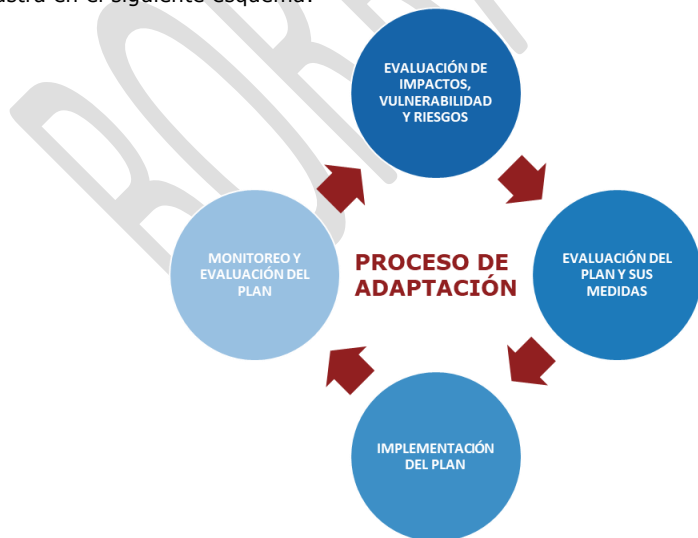 EVALUACIÓN DE
IMPACTOS,
VULNERABILIDAD
Y RIESGOS
EVALUACIÓN DEL
PLAN Y SUS
MEDIDAS
IMPLEMENTACIÓN
DEL PLAN
MONITOREO Y
EVALUACIÓN DEL
PLAN
PROCESO DE
ADAPTACIÓN